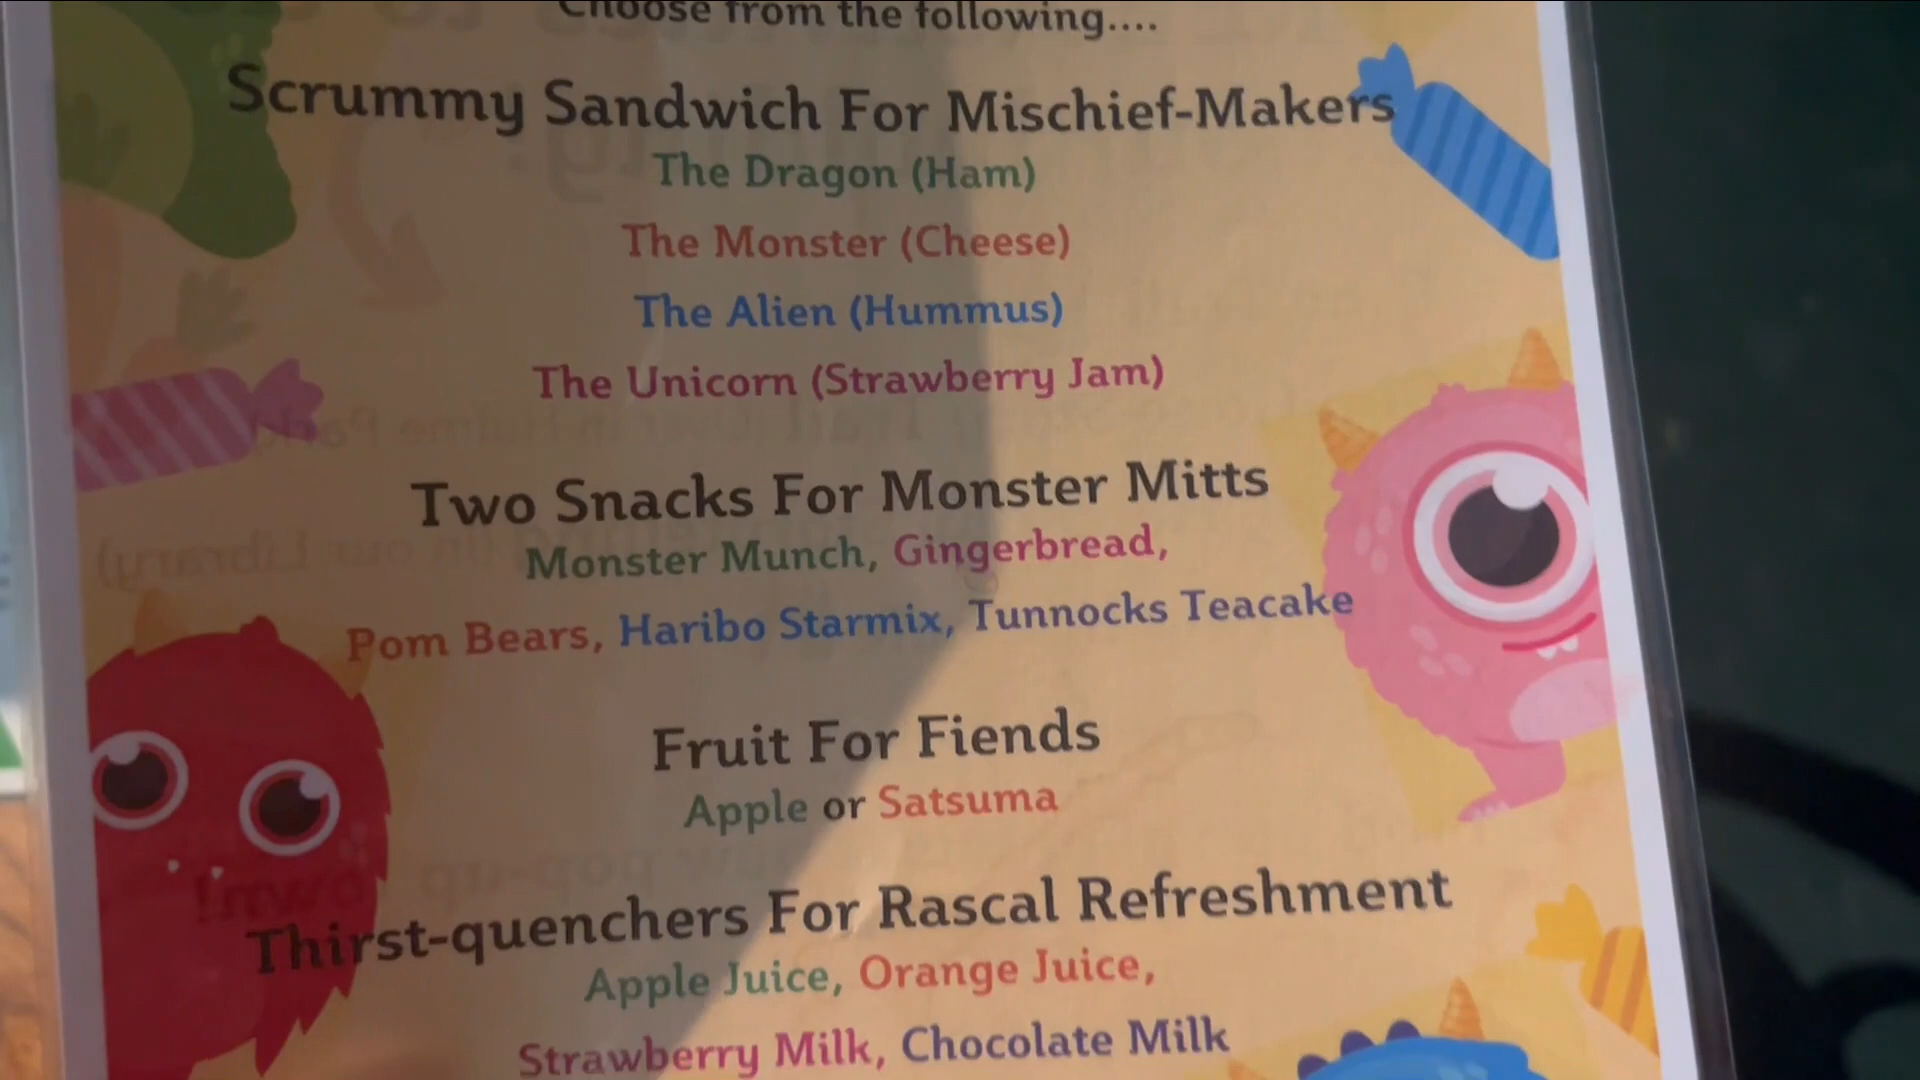 Choose from the following....
Scrummy Sandwich For Mischief-Makers
The Dragon (Ham)
The Monster (Cheese)
The Alien (Hummus)
The Unicorn (Strawberry Jam)
Two Snacks For Monster Mitts
Monster Munch, Gingerbread,
Pom Bears, Haribo Starmix, Tunnocks Teacake
Fruit For Fiends
Apple or Satsuma
Thirst-quenchers For Rascal Refreshment
Apple Juice, Orange Juice,
Strawberry Milk, Chocolate Milk